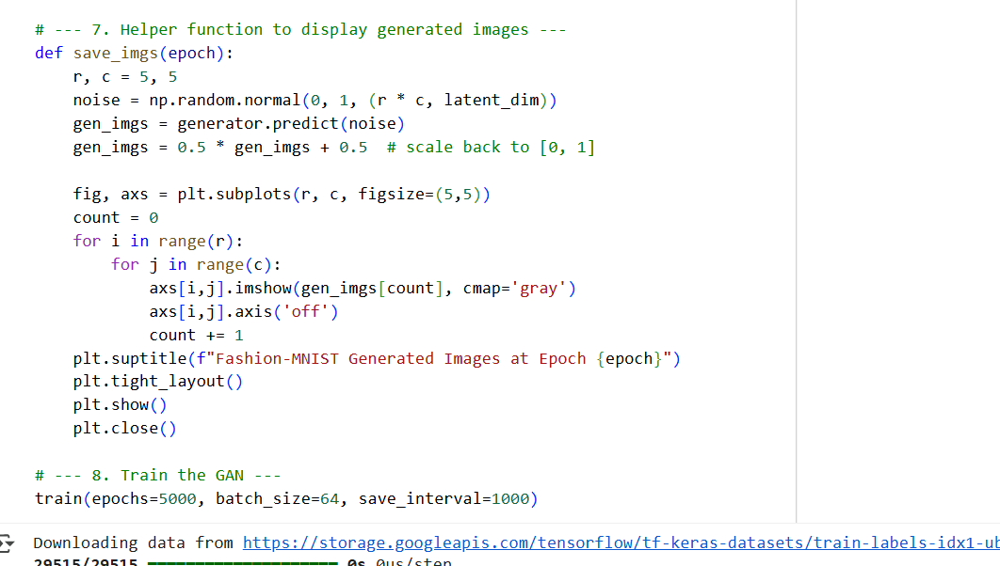 # --- 7. Helper function to display generated images ---
def save_imgs(epoch):
    r, c = 5, 5
    noise = np.random.normal(0, 1, (r * c, latent_dim))
    gen_imgs = generator.predict(noise)
    gen_imgs = 0.5 * gen_imgs + 0.5  # scale back to [0, 1]

    fig, axs = plt.subplots(r, c, figsize=(5,5))
    count = 0
    for i in range(r):
        for j in range(c):
            axs[i,j].imshow(gen_imgs[count], cmap='gray')
            axs[i,j].axis('off')
            count += 1
    plt.suptitle(f"Fashion-MNIST Generated Images at Epoch {epoch}")
    plt.tight_layout()
    plt.show()
    plt.close()

# --- 8. Train the GAN ---
train(epochs=5000, batch_size=64, save_interval=1000)
Downloading data from https://storage.googleapis.com/tensorflow/tf-keras-datasets/train-labels-idx1-ub
29515/29515 0s 0us/step